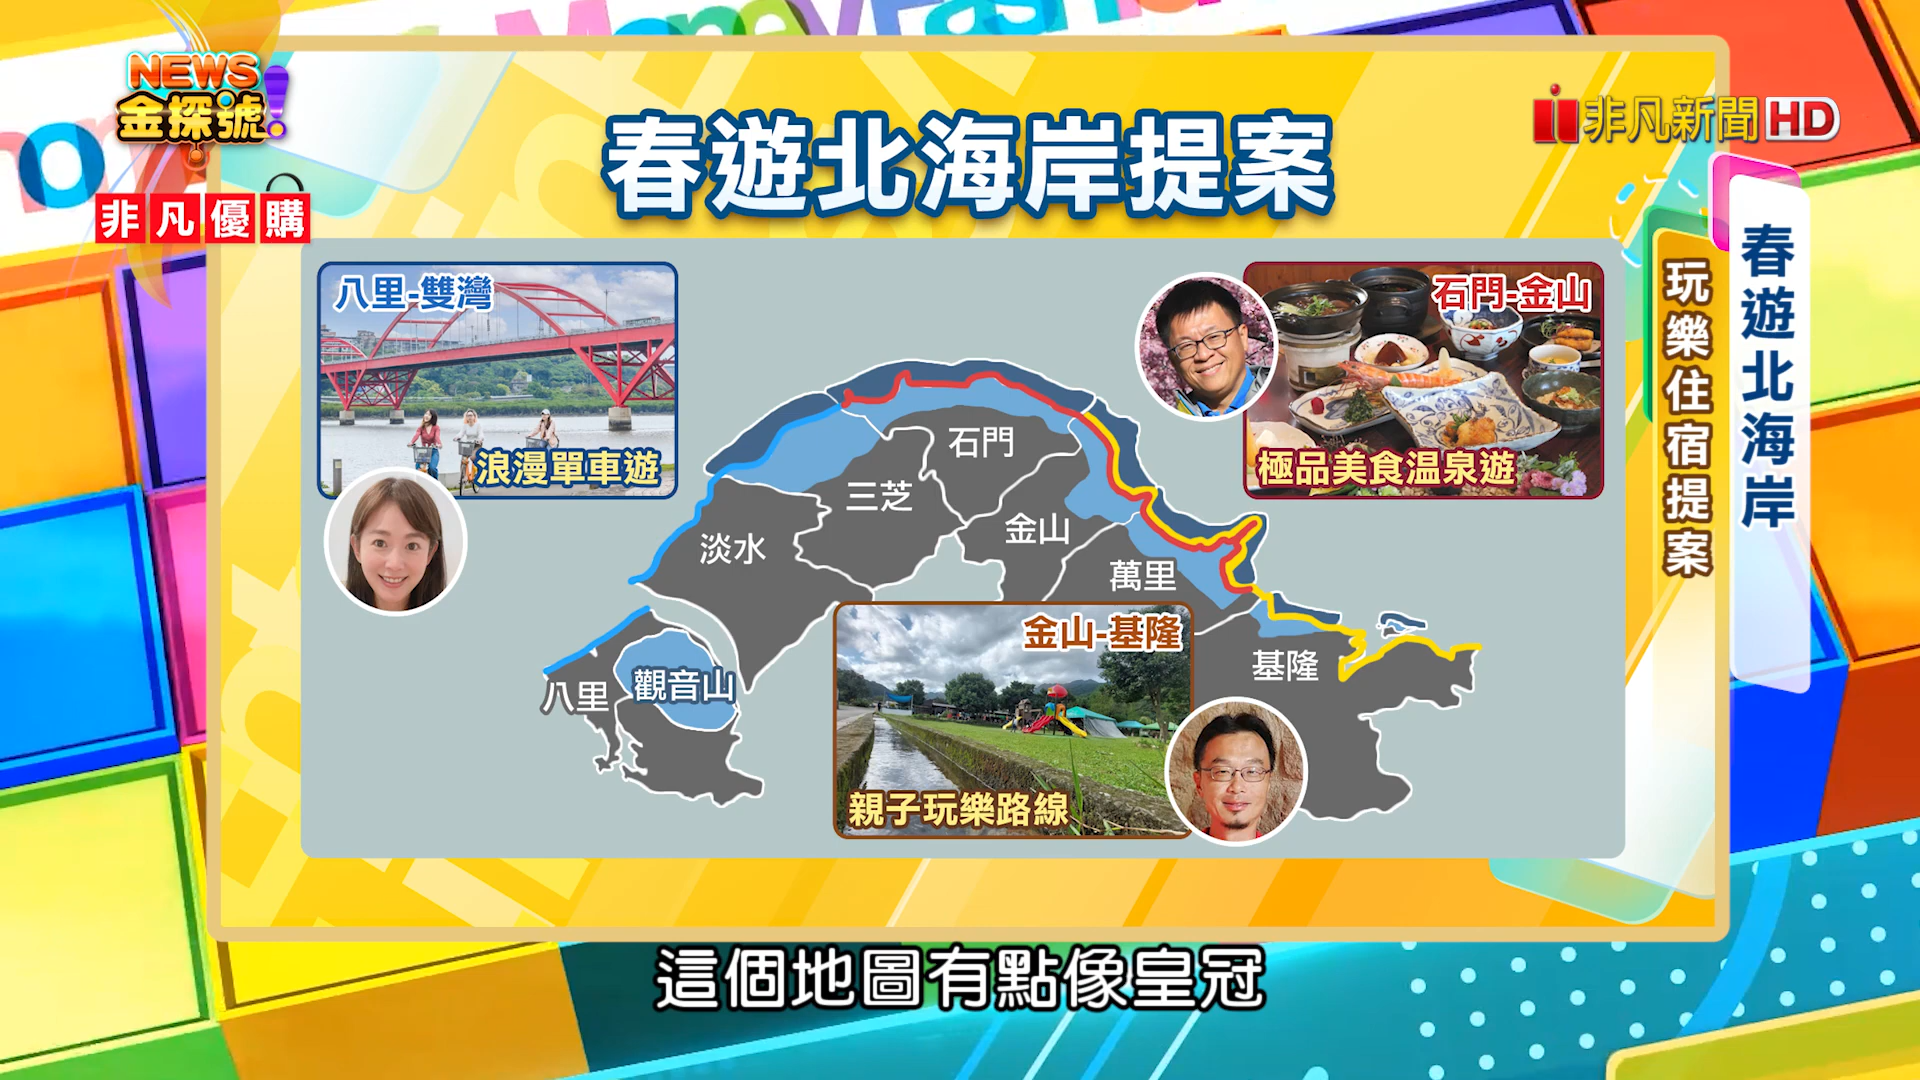 NEWS
金探號!
非凡新聞HD
非凡優購
春遊北海岸提案
春遊北海岸
玩樂住宿提案
八里-雙灣
浪漫單車遊
石門-金山
極品美食温泉遊
石門
三芝
金山
淡水
萬里
金山-基隆
親子玩樂路線
基隆
八里
觀音山
這個地圖有點像皇冠